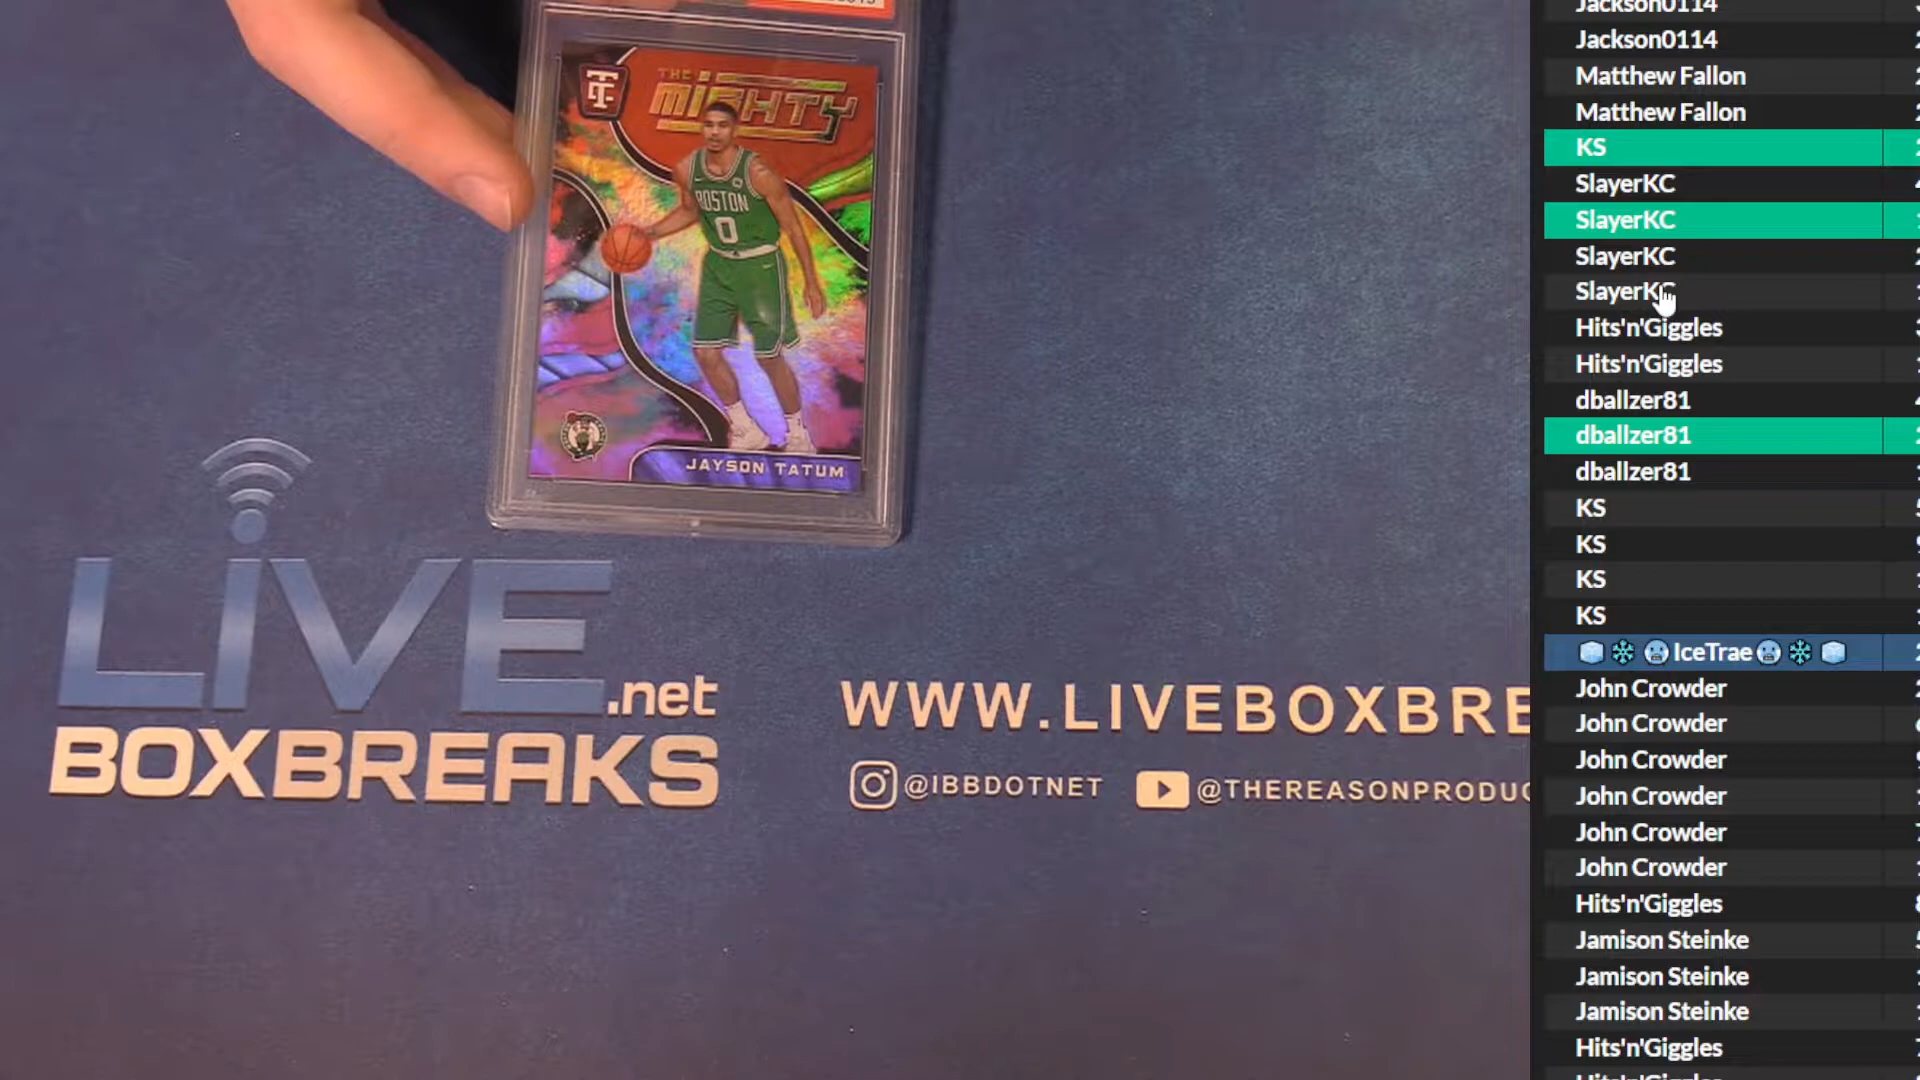 THE
MIGHTY
BOSTON
0
JAYSON TATUM
LIVE
.net
BOXBREAKS
WWW.LIVEBOXBRE
@IBBDOTNET
@THEREASONPRODUC
Jackson0114
Jackson0114
Matthew Fallon
Matthew Fallon
KS
SlayerKC
SlayerKC
SlayerKC
SlayerKC
Hits'n'Giggles
Hits'n'Giggles
dballzer81
dballzer81
dballzer81
KS
KS
KS
KS
🧊❄️🥶IceTrae🥶❄️🧊
John Crowder
John Crowder
John Crowder
John Crowder
John Crowder
John Crowder
Hits'n'Giggles
Jamison Steinke
Jamison Steinke
Jamison Steinke
Hits'n'Giggles